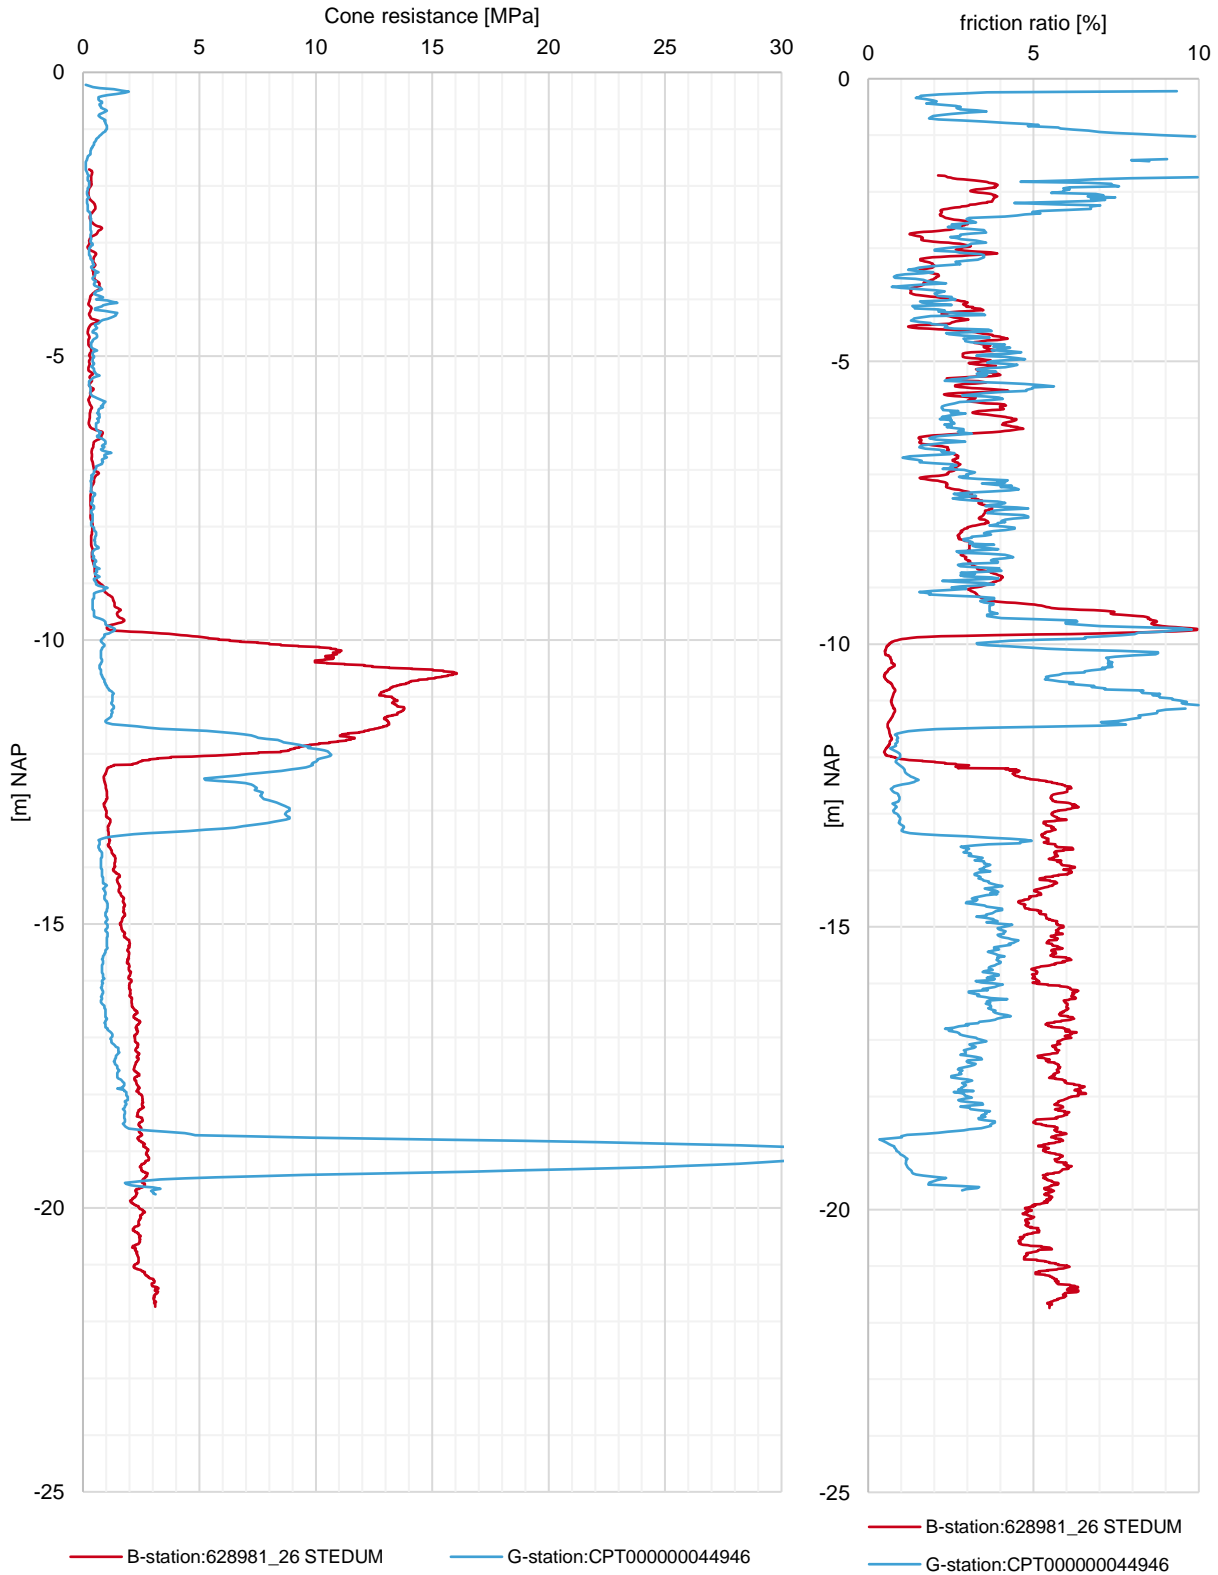 Cone resistance [MPa]
0 5 10 15 20 25 30
0
-5
-10
-15
-20
-25
[m] NAP
B-station:628981_26 STEDUM
G-station:CPT000000044946
friction ratio [%]
0 5 10
0
-5
-10
-15
-20
-25
[m] NAP
B-station:628981_26 STEDUM
G-station:CPT000000044946